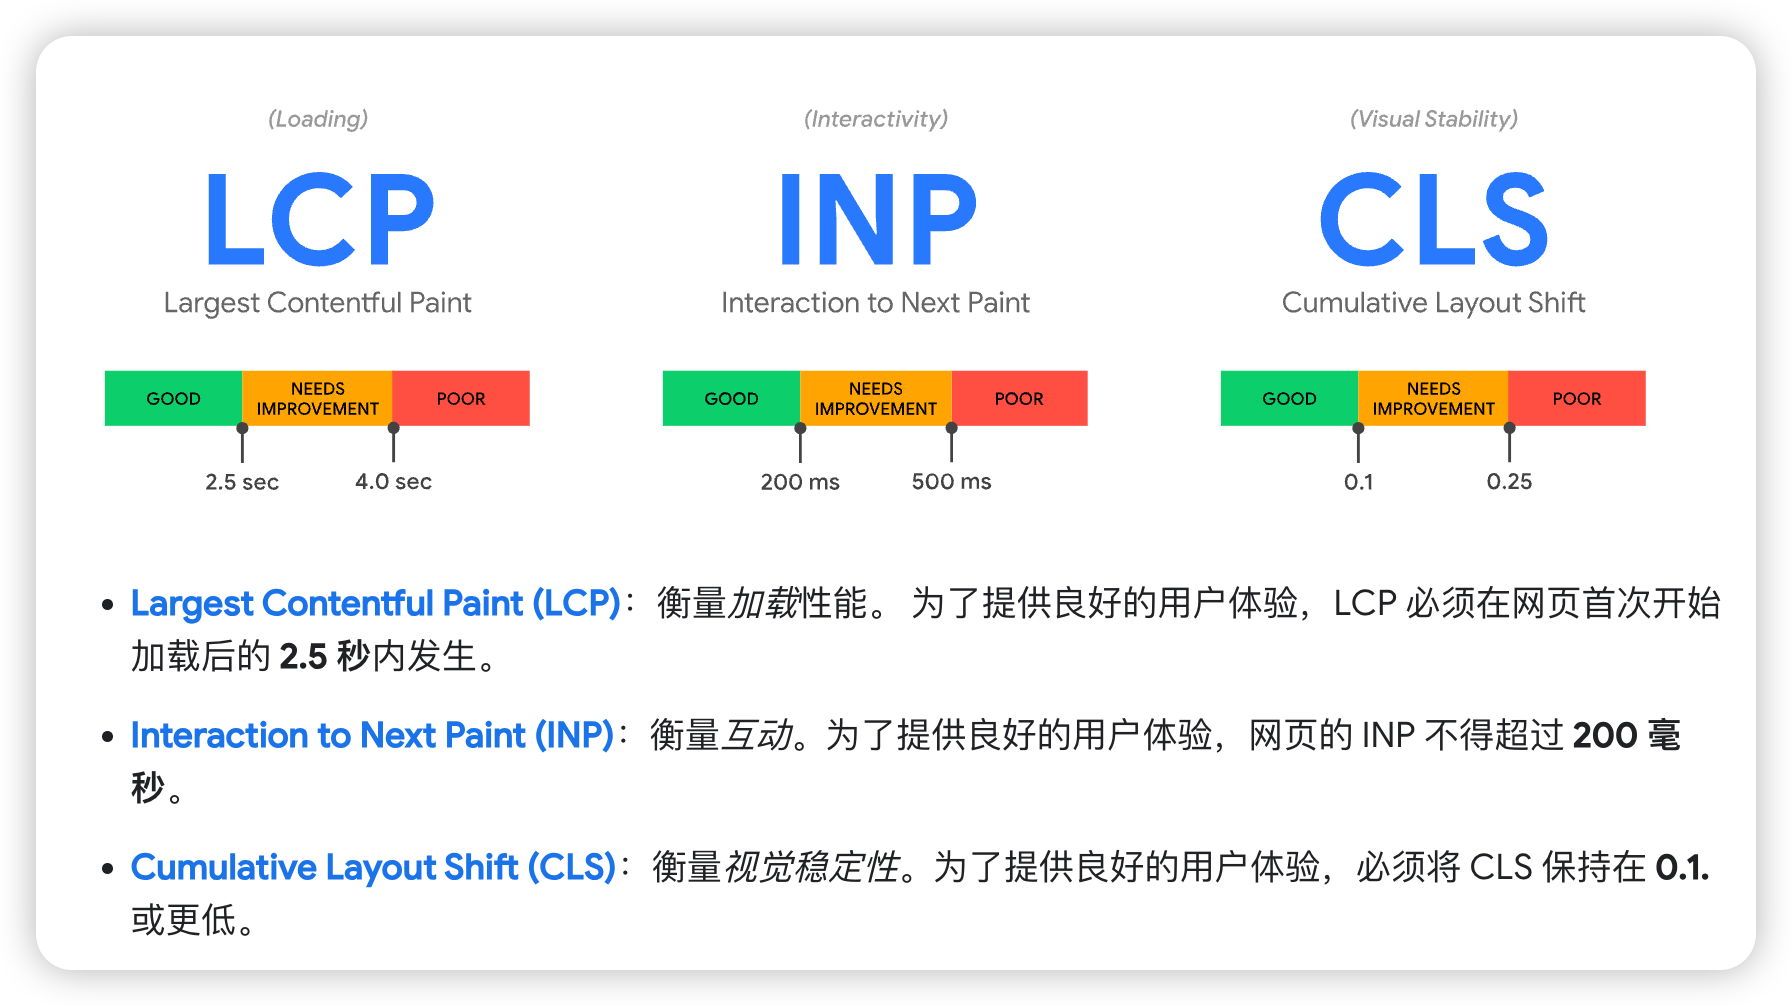 (Loading)
LCP
Largest Contentful Paint
GOOD
NEEDS
IMPROVEMENT
POOR
2.5 sec
4.0 sec
(Interactivity)
INP
Interaction to Next Paint
GOOD
NEEDS
IMPROVEMENT
POOR
200 ms
500 ms
(Visual Stability)
CLS
Cumulative Layout Shift
GOOD
NEEDS
IMPROVEMENT
POOR
0.1
0.25
• Largest Contentful Paint (LCP)：衡量加载性能。 为了提供良好的用户体验，LCP 必须在网页首次开始
加载后的 2.5 秒内发生。
• Interaction to Next Paint (INP)：衡量互动。为了提供良好的用户体验，网页的 INP 不得超过 200 毫
秒。
• Cumulative Layout Shift (CLS)：衡量视觉稳定性。为了提供良好的用户体验，必须将 CLS 保持在 0.1.
或更低。